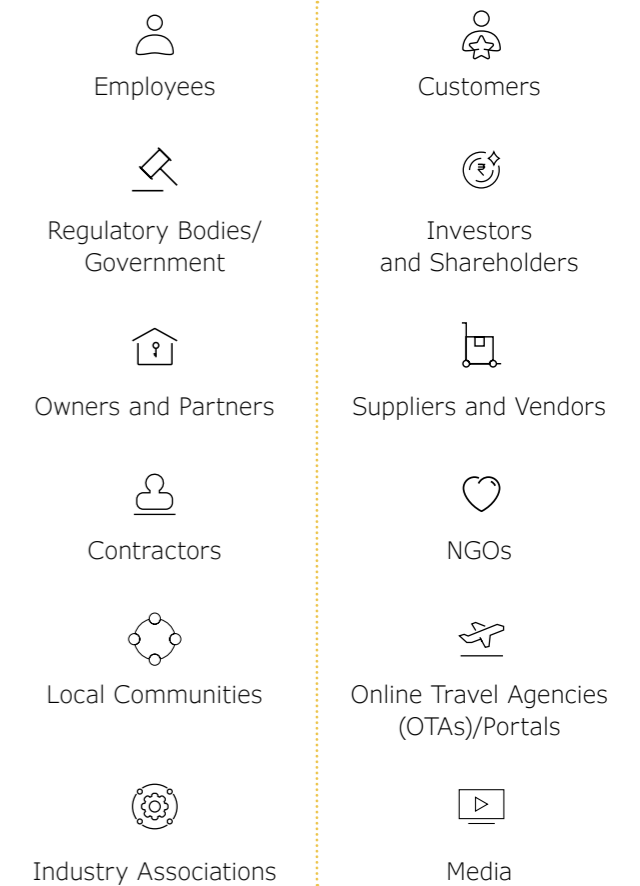 Employees
Customers
Regulatory Bodies/
Government
Investors
and Shareholders
Owners and Partners
Suppliers and Vendors
Contractors
NGOs
Local Communities
Online Travel Agencies
(OTAs)/Portals
Industry Associations
Media